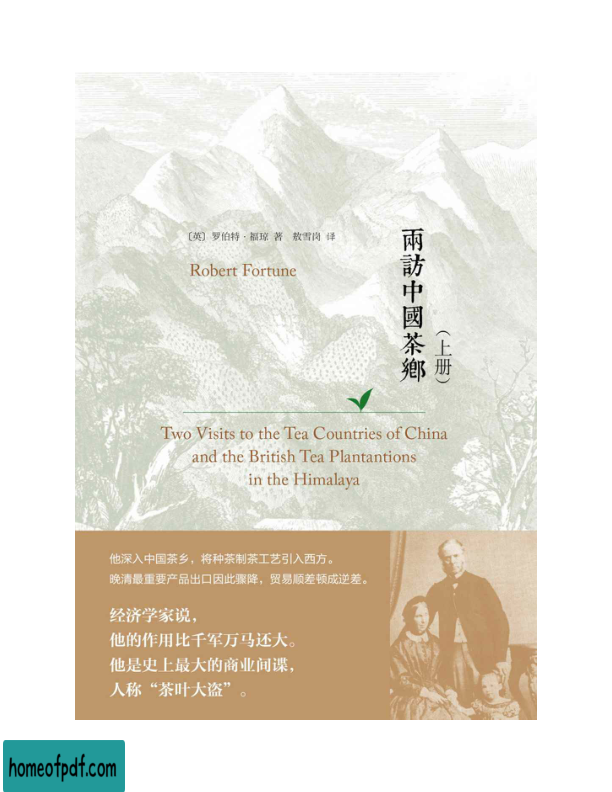 ［英］罗伯特·福琼 著 敖雪岗 译
Robert Fortune
兩訪中國茶鄉
（上册）
Two Visits to the Tea Countries of China
and the British Tea Plantantions
in the Himalaya
他深入中国茶乡，将种茶制茶工艺引入西方。
晚清最重要产品出口因此骤降，贸易顺差顿成逆差。
经济学家说，
他的作用比千军万马还大。
他是史上最大的商业间谍，
人称“茶叶大盗”。
homeofpdf.com